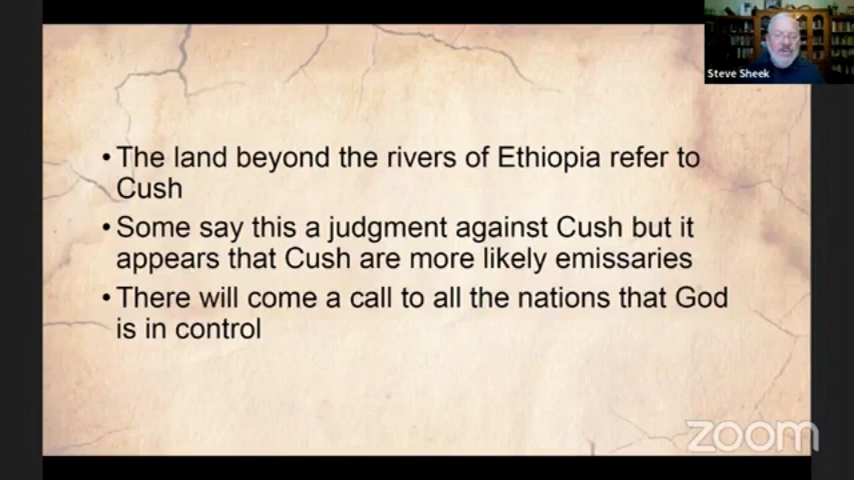 Steve Sheek
• The land beyond the rivers of Ethiopia refer to
Cush
• Some say this a judgment against Cush but it
appears that Cush are more likely emissaries
• There will come a call to all the nations that God
is in control
zoom